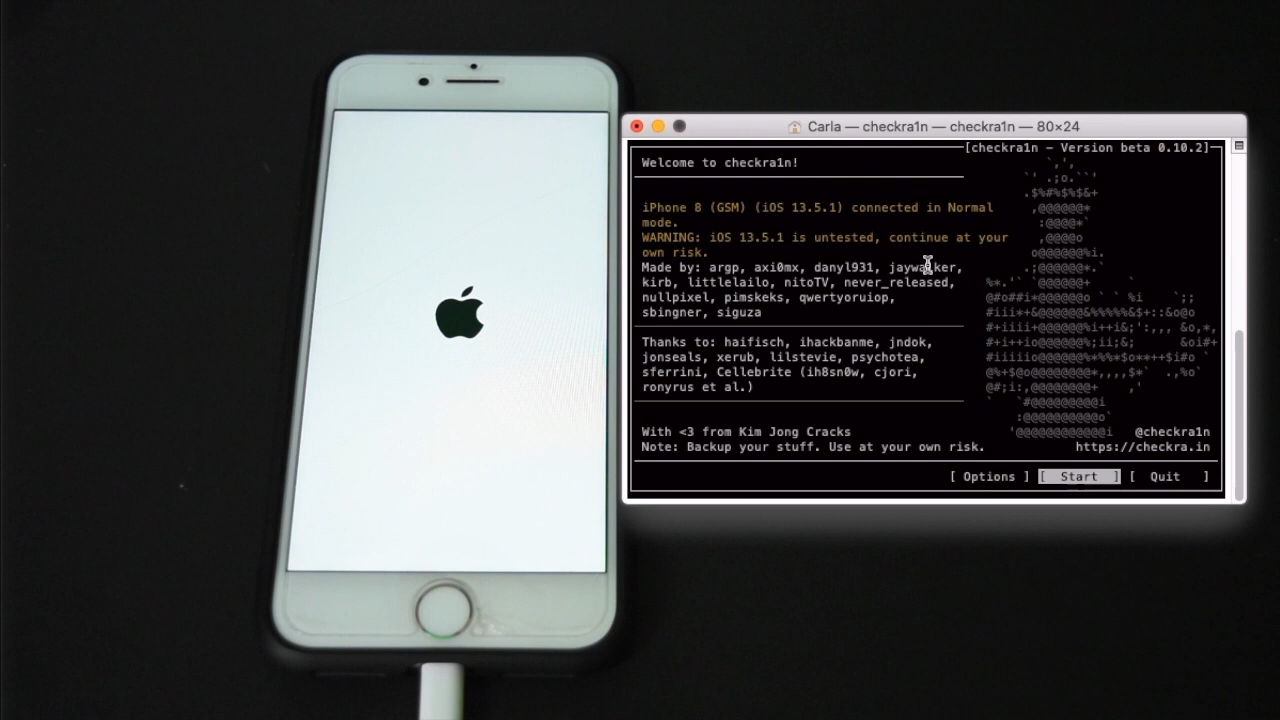 Carla — checkra1n — checkra1n — 80×24
[checkra1n - Version beta 0.10.2]
Welcome to checkra1n!
iPhone 8 (GSM) (iOS 13.5.1) connected in Normal
mode.
WARNING: iOS 13.5.1 is untested, continue at your
own risk.
Made by: argp, axi0mx, danyl931, jaywalker,
kirb, littlelailo, nitoTV, never_released,
nullpixel, pimskeks, qwertyoruiop,
sbingner, siguza
Thanks to: haifisch, ihackbanme, jndok,
jonseals, xerub, lilstevie, psychotea,
sferrini, Cellebrite (ih8sn0w, cjori,
ronyrus et al.)
With <3 from Kim Jong Cracks
@checkra1n
Note: Backup your stuff. Use at your own risk.
https://checkra.in
[ Options ] [ Start ] [ Quit ]